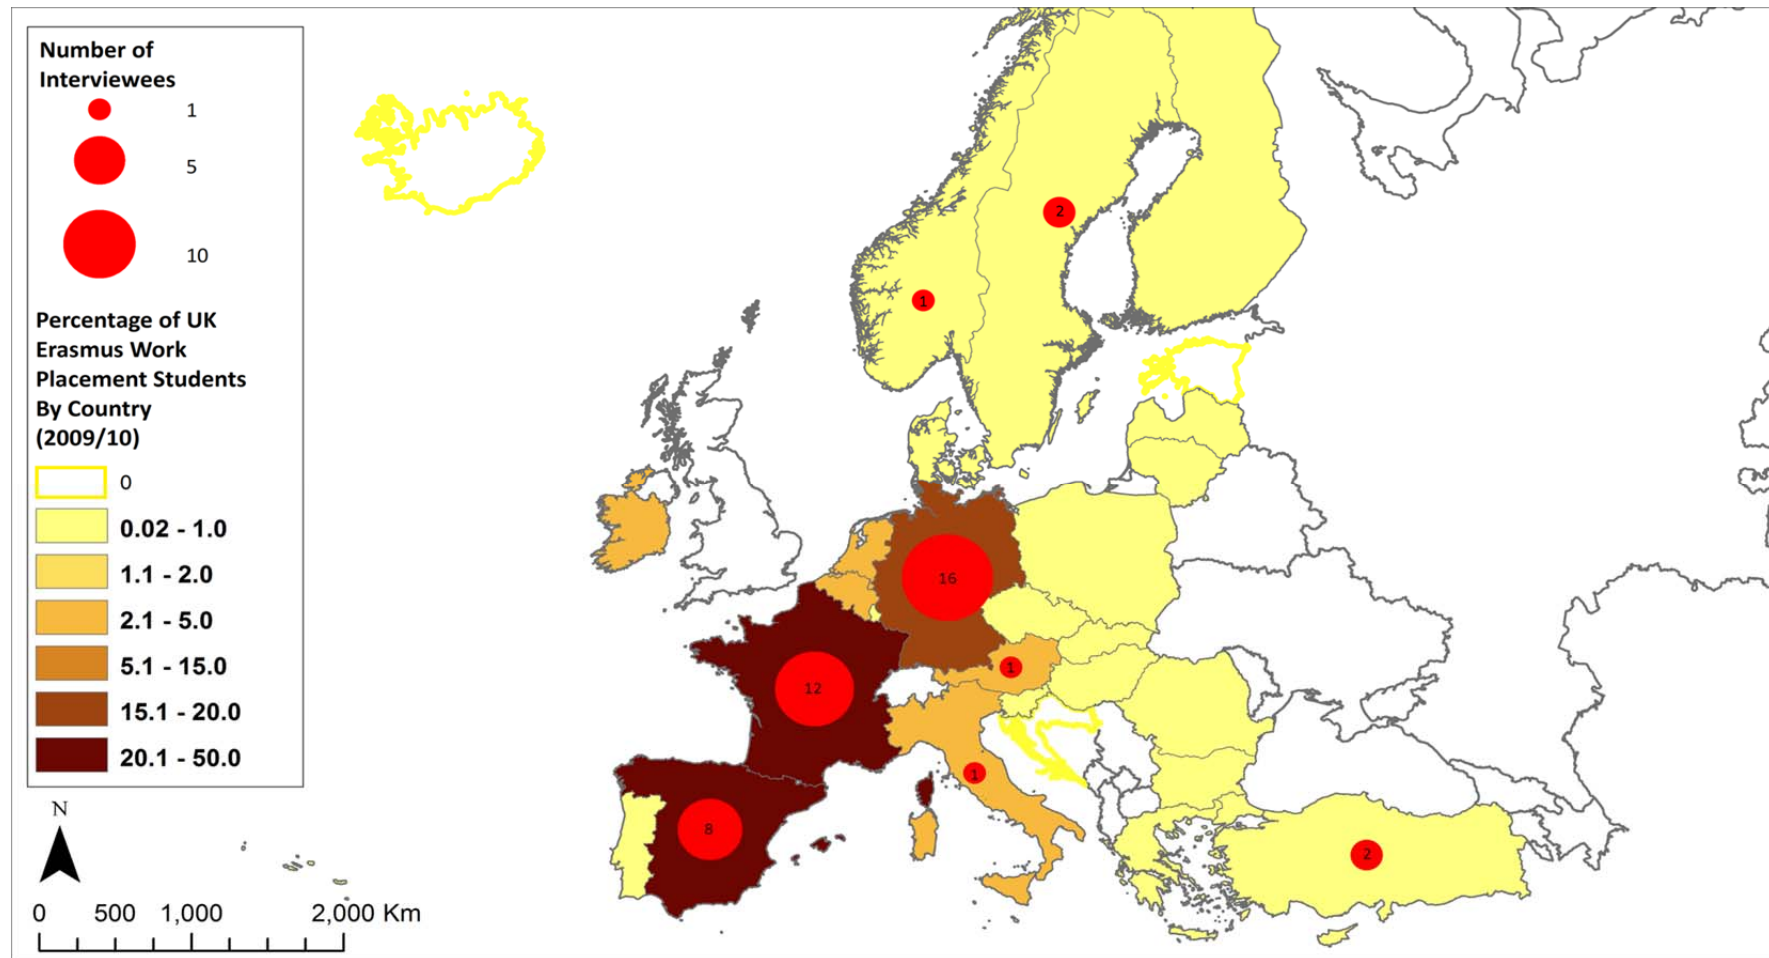 Number of
Interviewees
1
5
10
Percentage of UK
Erasmus Work
Placement Students
By Country
(2009/10)
0
0.02 - 1.0
1.1 - 2.0
2.1 - 5.0
5.1 - 15.0
15.1 - 20.0
20.1 - 50.0
N
0 500 1,000 2,000 Km
2
1
16
1
12
1
8
2